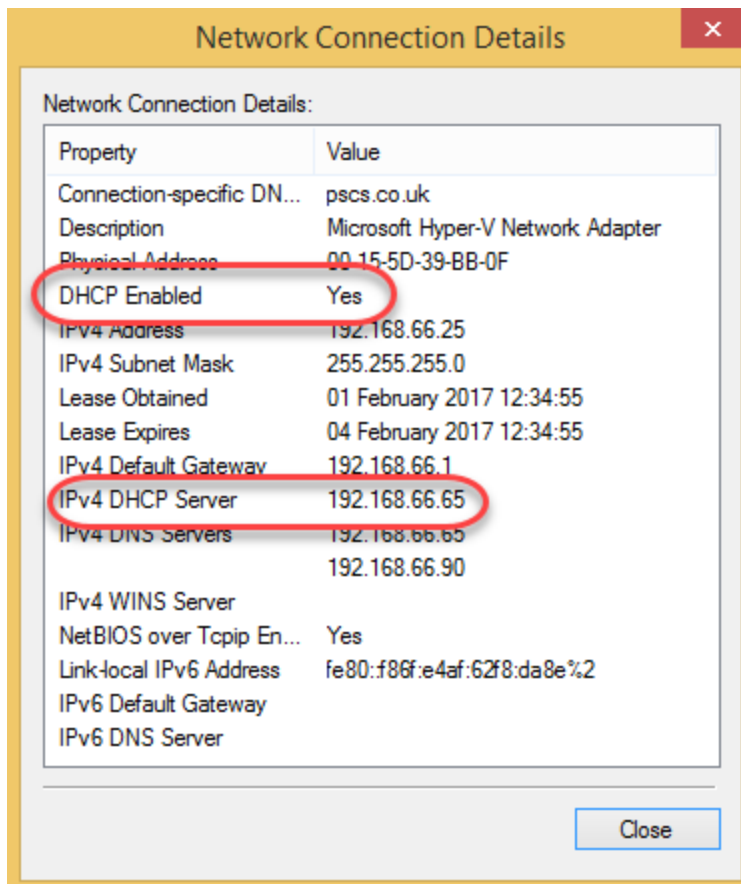 Network Connection Details
Network Connection Details:
Property Value
Connection-specific DN... pscs.co.uk
Description Microsoft Hyper-V Network Adapter
Physical Address 00-15-5D-39-BB-0F
DHCP Enabled Yes
IPv4 Address 192.168.66.25
IPv4 Subnet Mask 255.255.255.0
Lease Obtained 01 February 2017 12:34:55
Lease Expires 04 February 2017 12:34:55
IPv4 Default Gateway 192.168.66.1
IPv4 DHCP Server 192.168.66.65
IPv4 DNS Servers 192.168.66.65
192.168.66.90
IPv4 WINS Server
NetBIOS over Tcpip En... Yes
Link-local IPv6 Address fe80::f86f:e4af:62f8:da8e%2
IPv6 Default Gateway
IPv6 DNS Server
Close